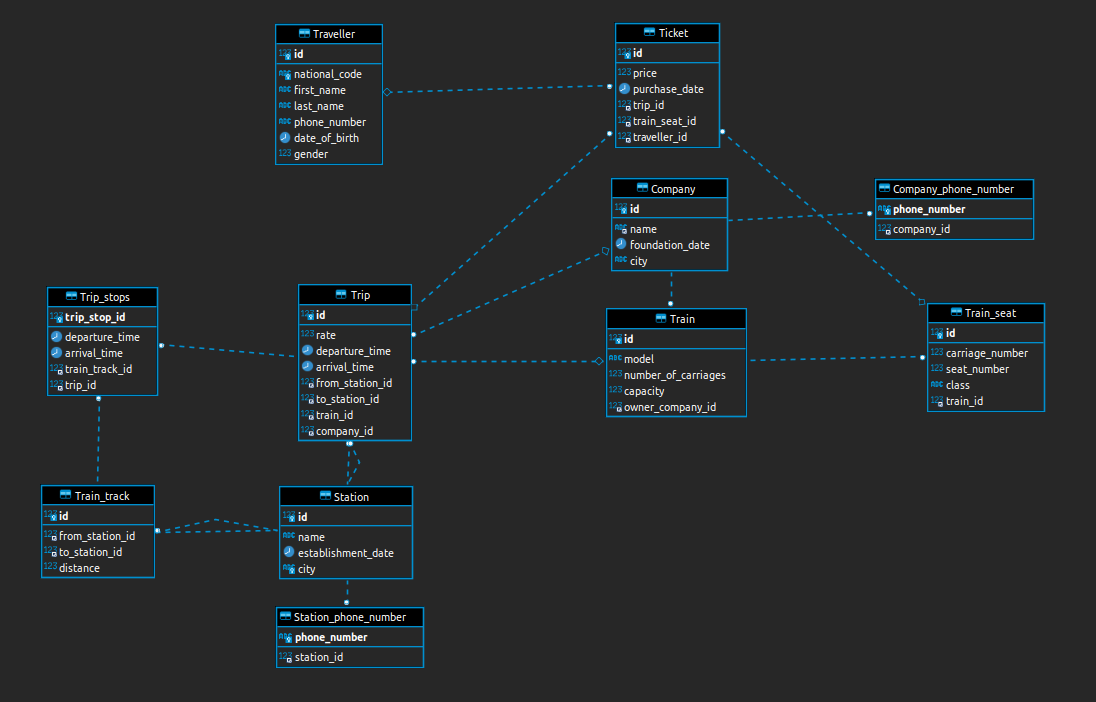 Traveller
123 id
ABC national_code
ABC first_name
ABC last_name
ABC phone_number
date_of_birth
123 gender
Ticket
123 id
123 price
purchase_date
123 trip_id
123 train_seat_id
123 traveller_id
Company
123 id
ABC name
foundation_date
ABC city
Company_phone_number
ABC phone_number
123 company_id
Trip_stops
123 trip_stop_id
departure_time
arrival_time
123 train_track_id
123 trip_id
Trip
123 id
123 rate
departure_time
arrival_time
123 from_station_id
123 to_station_id
123 train_id
123 company_id
Train
123 id
ABC model
123 number_of_carriages
123 capacity
123 owner_company_id
Train_seat
123 id
123 carriage_number
123 seat_number
ABC class
123 train_id
Train_track
123 id
123 from_station_id
123 to_station_id
123 distance
Station
123 id
ABC name
establishment_date
ABC city
Station_phone_number
ABC phone_number
123 station_id